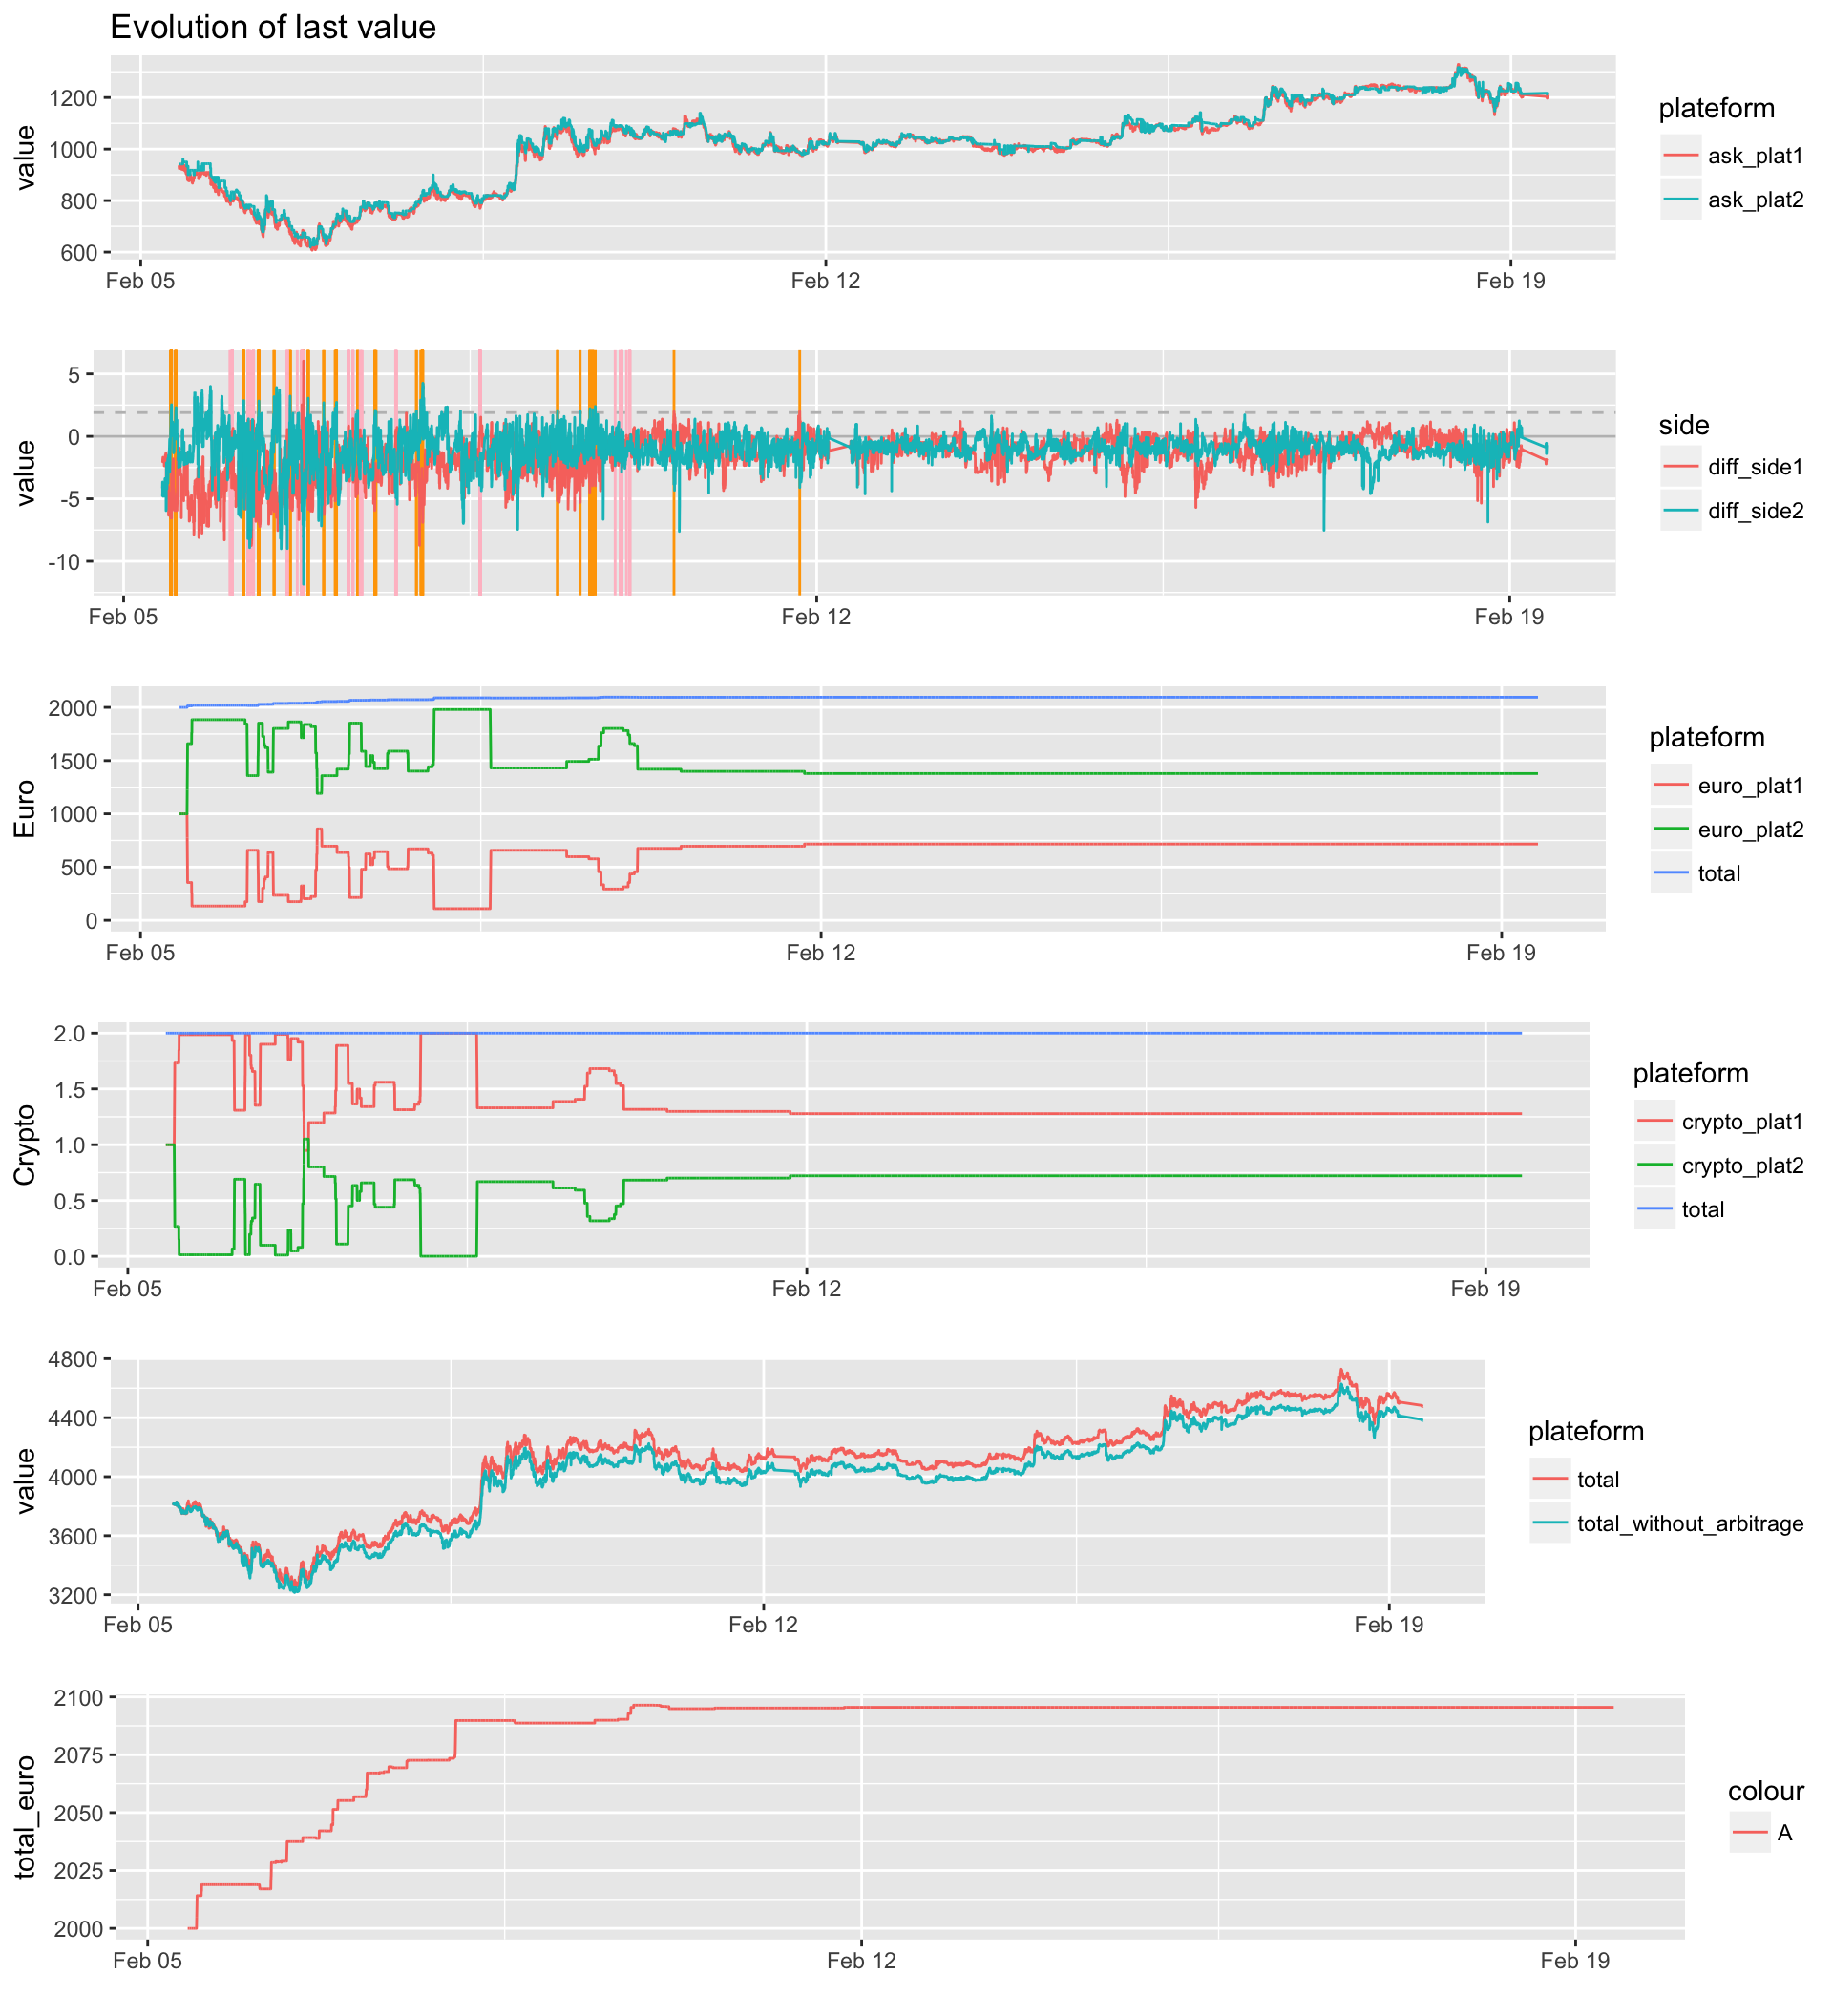 Evolution of last value
value
1200
1000
800
600
Feb 05
Feb 12
Feb 19
plateform
ask_plat1
ask_plat2
value
5
0
-5
-10
Feb 05
Feb 12
Feb 19
side
diff_side1
diff_side2
Euro
2000
1500
1000
500
0
Feb 05
Feb 12
Feb 19
plateform
euro_plat1
euro_plat2
total
Crypto
2.0
1.5
1.0
0.5
0.0
Feb 05
Feb 12
Feb 19
plateform
crypto_plat1
crypto_plat2
total
value
4800
4400
4000
3600
3200
Feb 05
Feb 12
Feb 19
plateform
total
total_without_arbitrage
total_euro
2100
2075
2050
2025
2000
Feb 05
Feb 12
Feb 19
colour
A